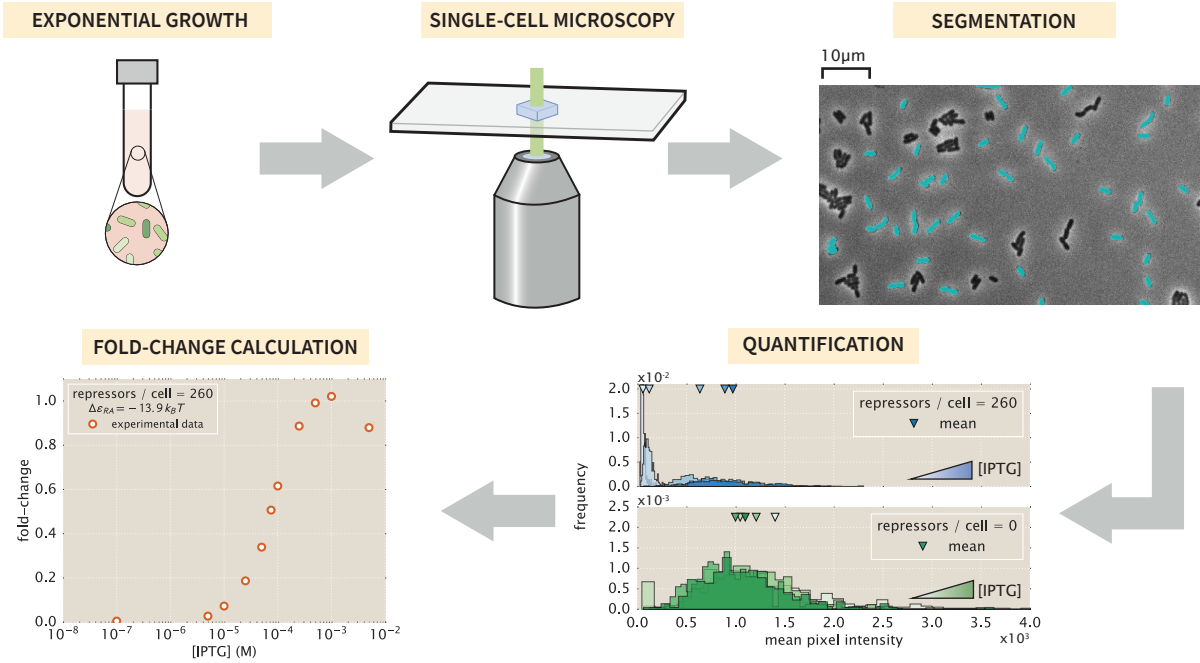 EXPONENTIAL GROWTH
SINGLE-CELL MICROSCOPY
SEGMENTATION
10μm
FOLD-CHANGE CALCULATION
repressors / cell = 260
Δε_RA = − 13.9 k_BT
experimental data
fold-change
1.0
0.8
0.6
0.4
0.2
0.0
10⁻⁸
10⁻⁷
10⁻⁶
10⁻⁵
10⁻⁴
10⁻³
10⁻²
[IPTG] (M)
QUANTIFICATION
x10⁻²
2.0
1.5
1.0
0.5
0.0
repressors / cell = 260
mean
[IPTG]
frequency
x10⁻³
2.5
2.0
1.5
1.0
0.5
0.0
repressors / cell = 0
mean
[IPTG]
0.0
0.5
1.0
1.5
2.0
2.5
3.0
3.5
4.0
mean pixel intensity
x10³